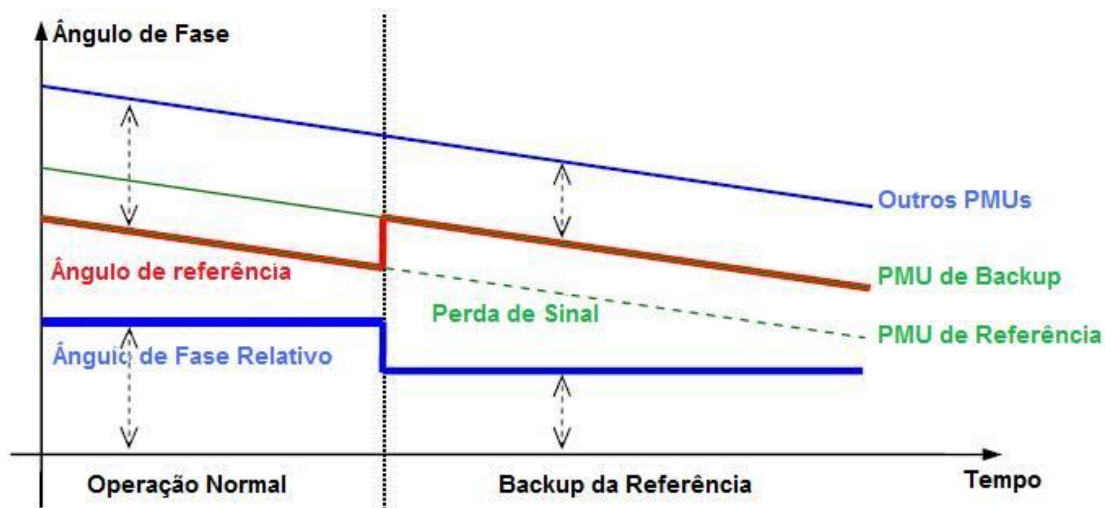 Ângulo de Fase
Outros PMUs
Ângulo de referência
PMU de Backup
Perda de Sinal
PMU de Referência
Ânguio de Fase Relativo
Operação Normal
Backup da Referência
Tempo